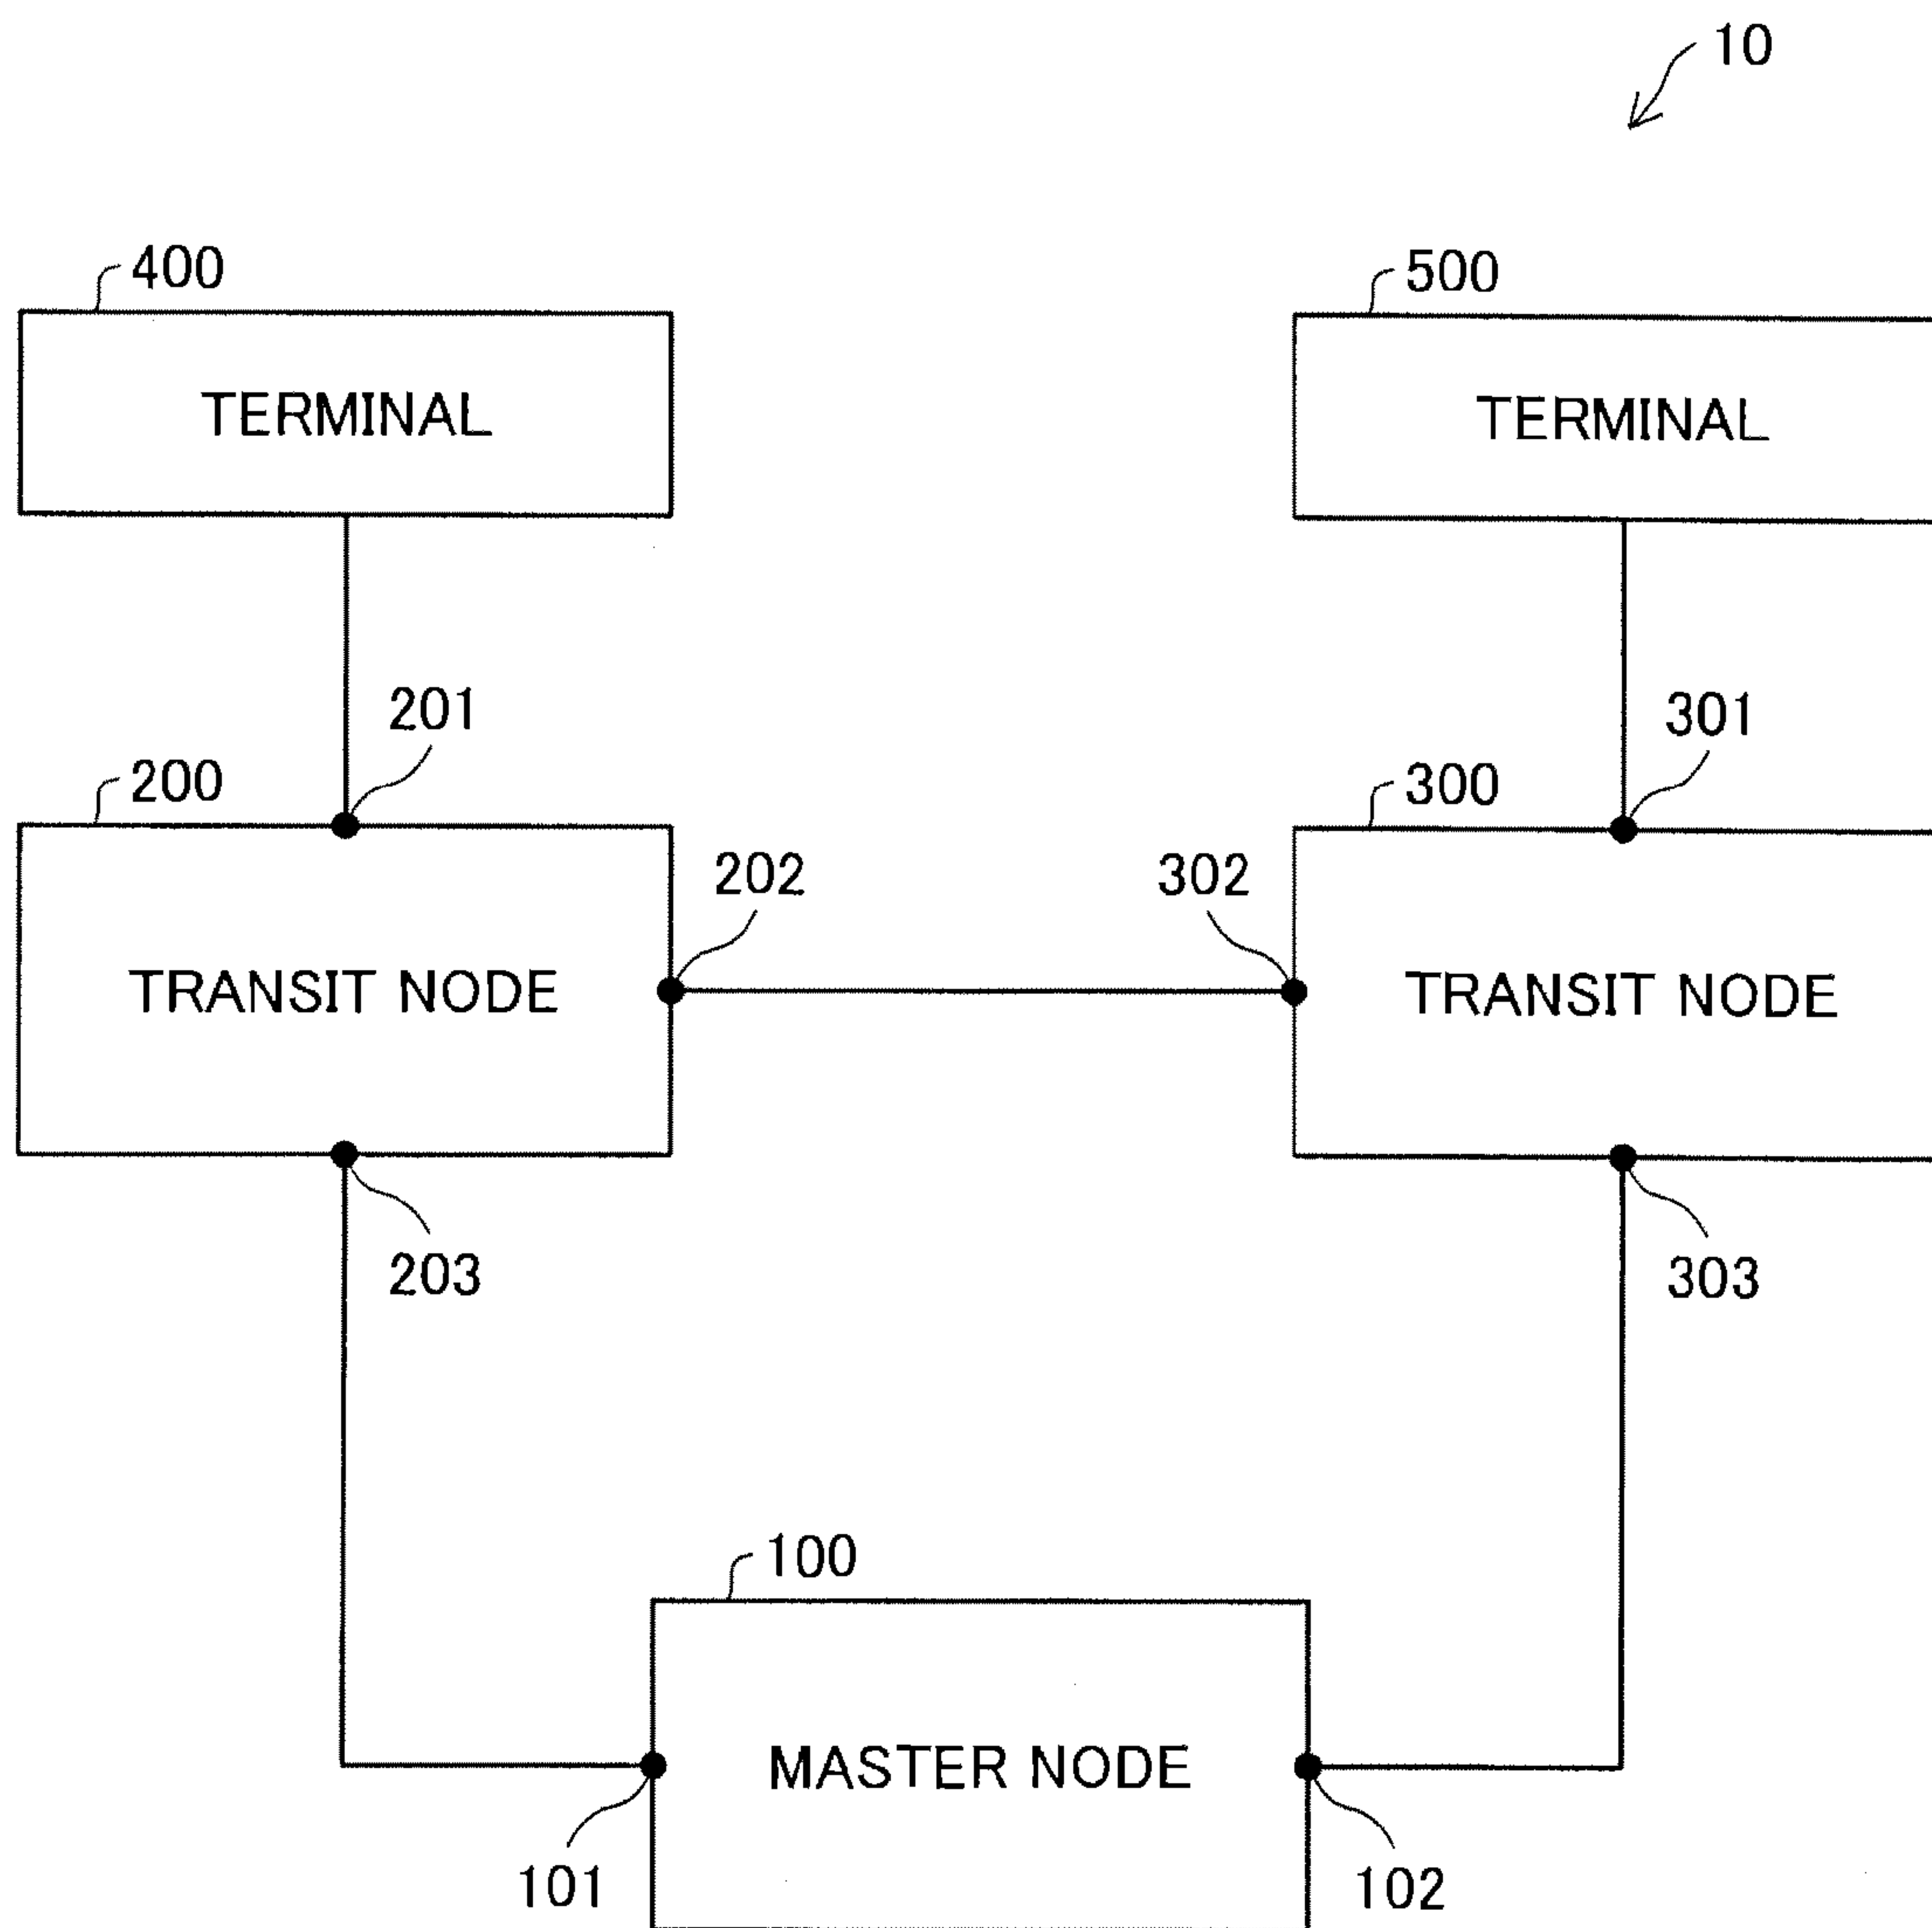 10
400
500
TERMINAL
TERMINAL
201
301
200
300
202
302
TRANSIT NODE
TRANSIT NODE
203
303
100
MASTER NODE
101
102